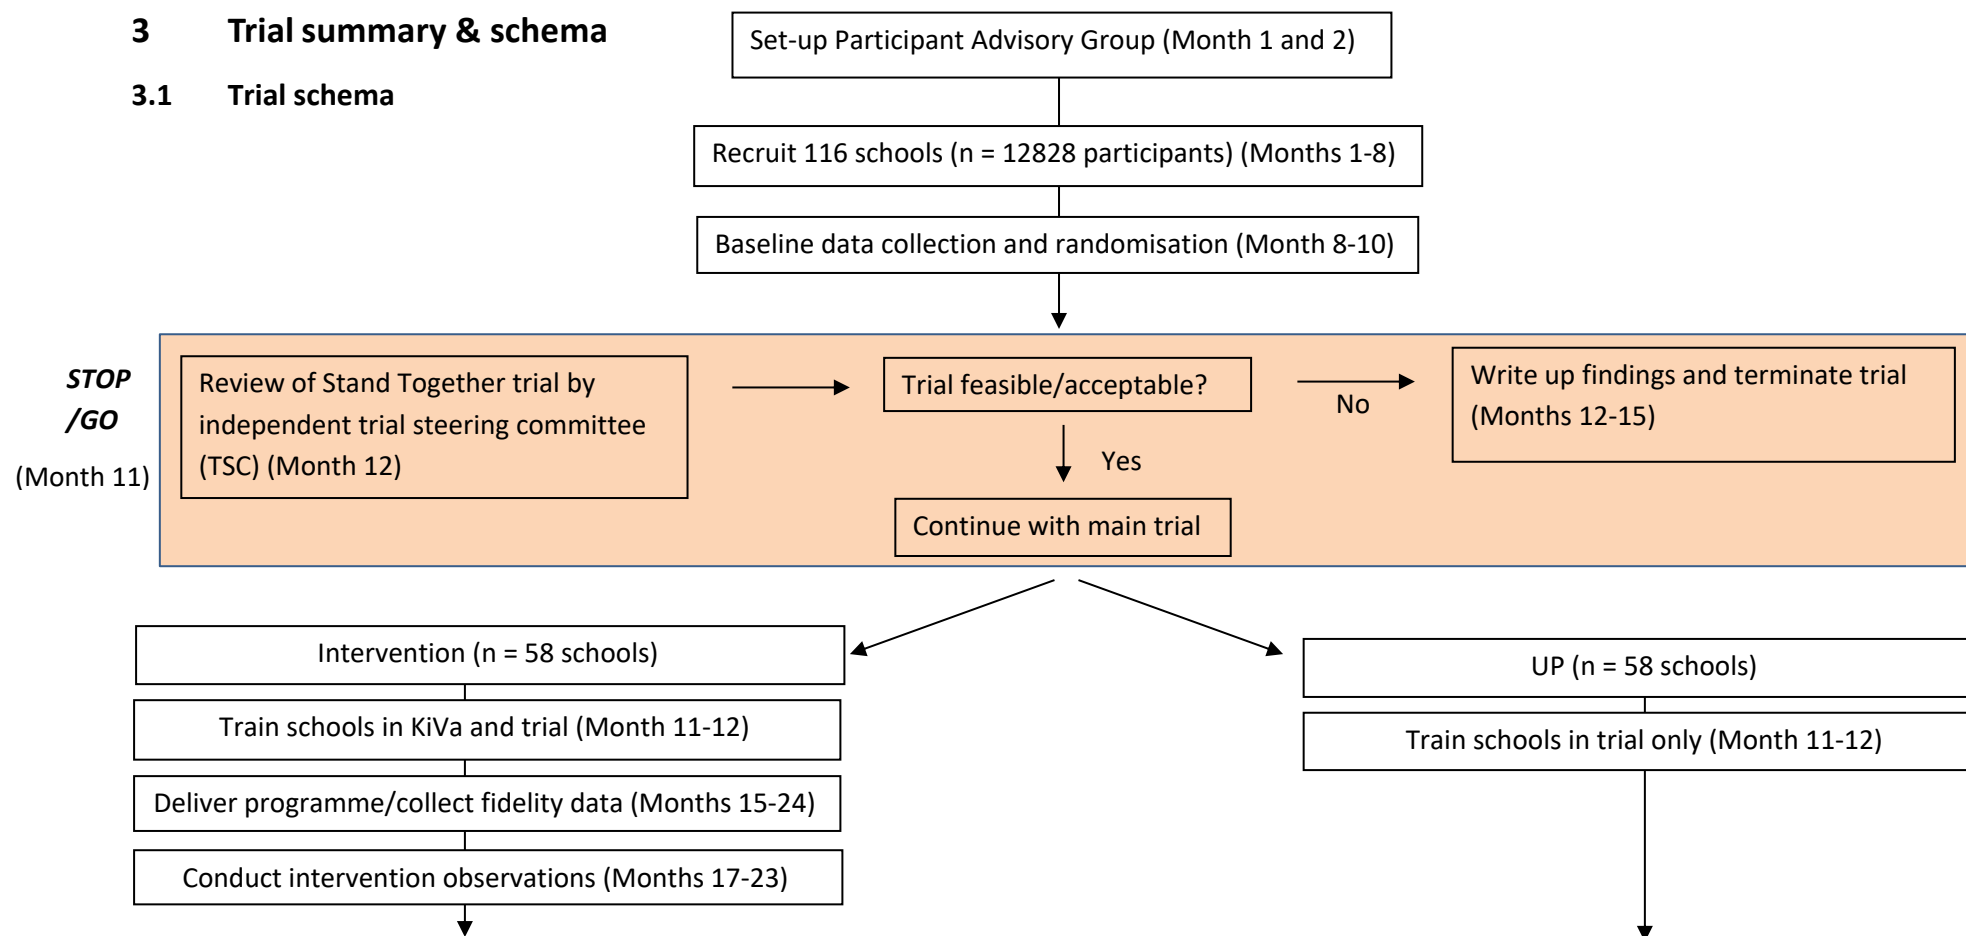 3 Trial summary & schema
3.1 Trial schema
Set-up Participant Advisory Group (Month 1 and 2)
Recruit 116 schools (n = 12828 participants) (Months 1-8)
Baseline data collection and randomisation (Month 8-10)
STOP
/GO
(Month 11)
Review of Stand Together trial by
independent trial steering committee
(TSC) (Month 12)
Trial feasible/acceptable?
No
Write up findings and terminate trial
(Months 12-15)
Yes
Continue with main trial
Intervention (n = 58 schools)
Train schools in KiVa and trial (Month 11-12)
Deliver programme/collect fidelity data (Months 15-24)
Conduct intervention observations (Months 17-23)
UP (n = 58 schools)
Train schools in trial only (Month 11-12)